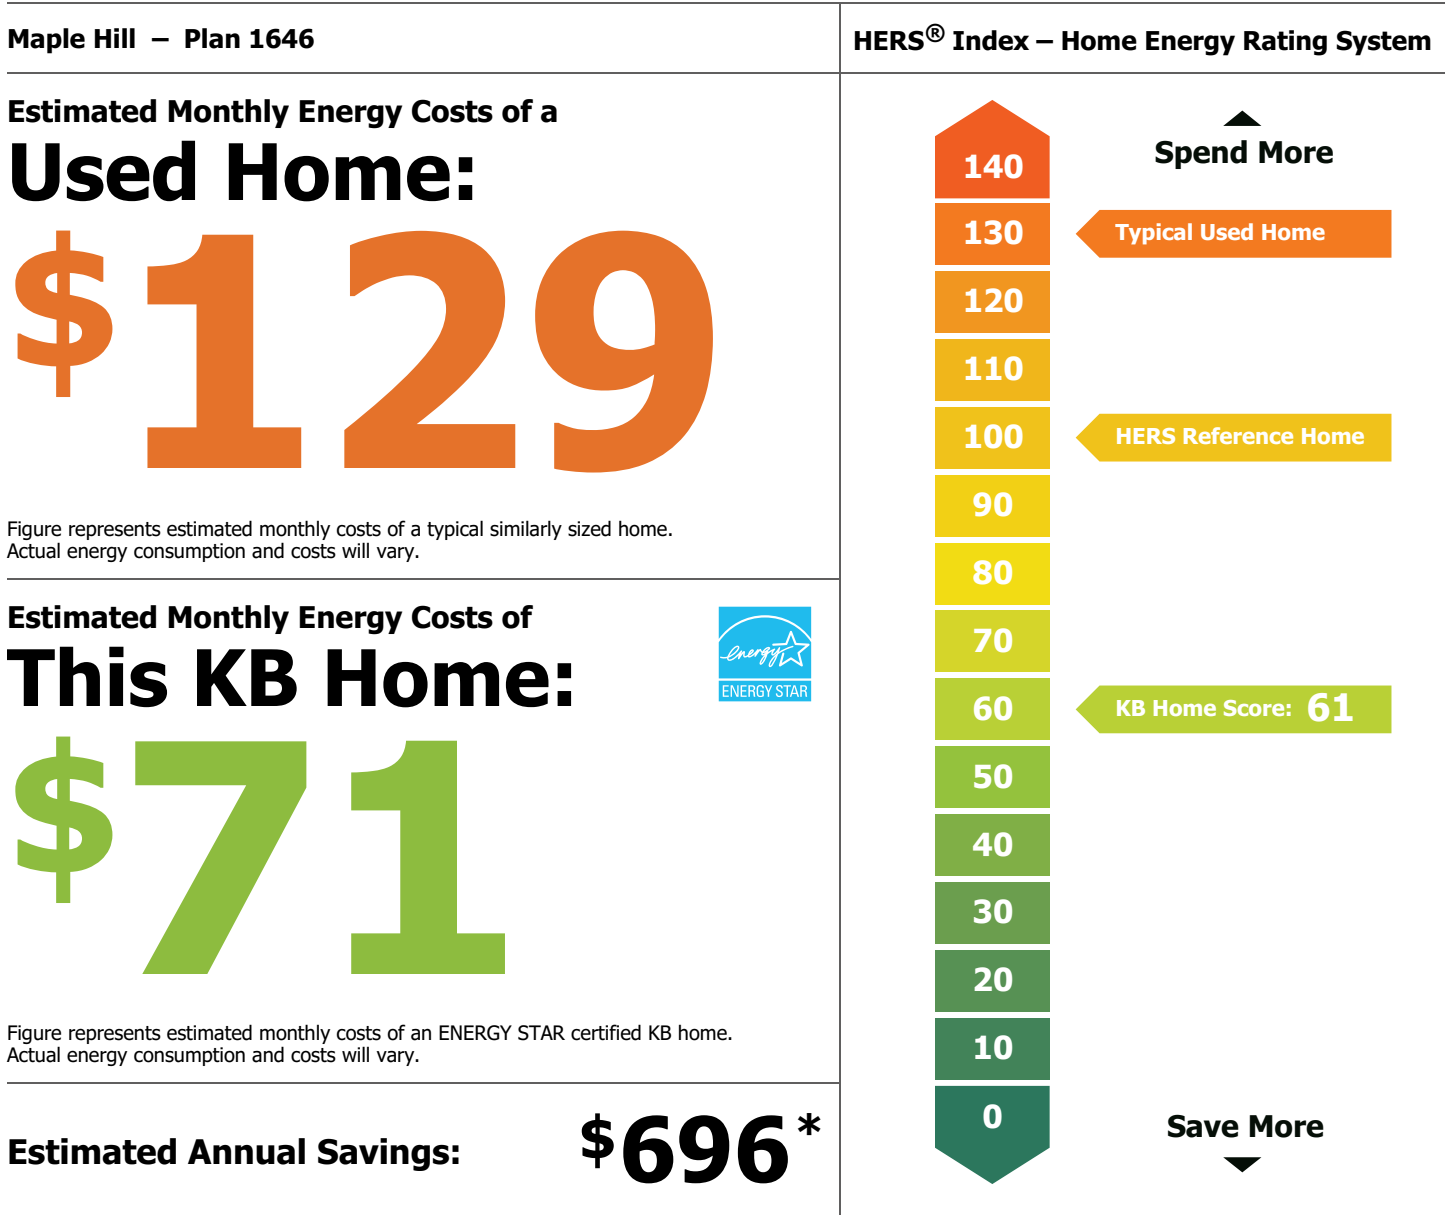 Maple Hill – Plan 1646
Estimated Monthly Energy Costs of a
Used Home:
$129
Figure represents estimated monthly costs of a typical similarly sized home.
Actual energy consumption and costs will vary.
Estimated Monthly Energy Costs of
This KB Home:
energy
ENERGY STAR
$71
Figure represents estimated monthly costs of an ENERGY STAR certified KB home.
Actual energy consumption and costs will vary.
Estimated Annual Savings: $696*
HERS® Index – Home Energy Rating System
Spend More
140
130 Typical Used Home
120
110
100 HERS Reference Home
90
80
70
60 KB Home Score: 61
50
40
30
20
10
0
Save More